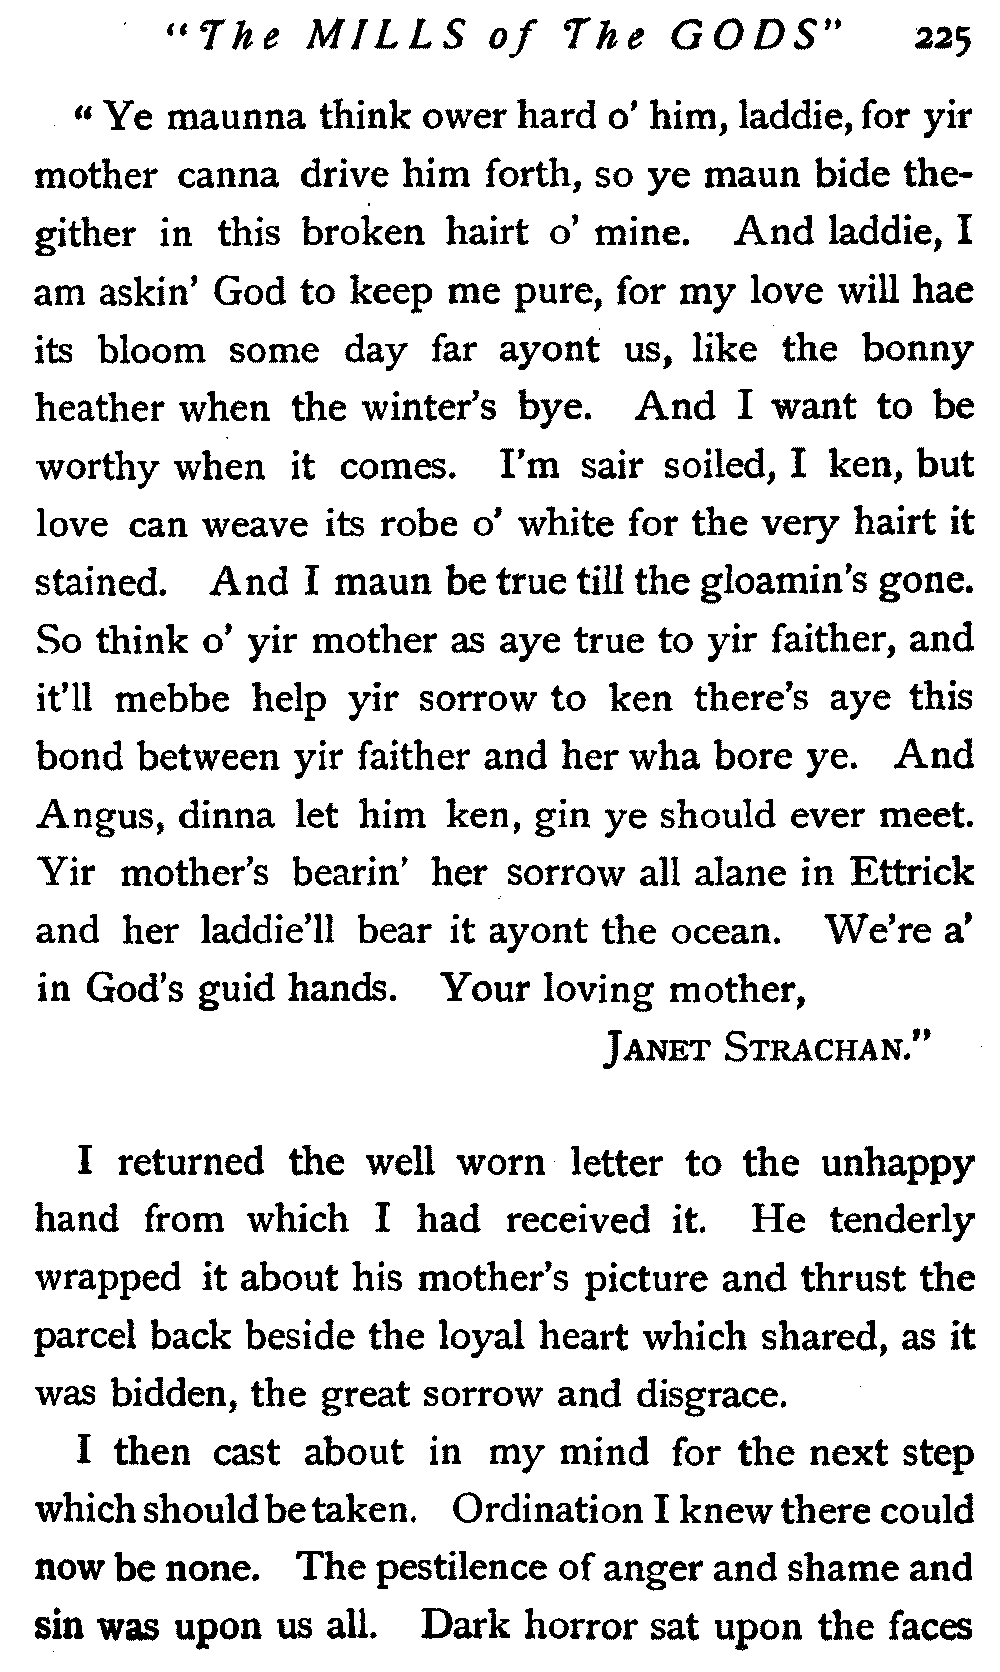 "The MILLS of The GODS" 225
" Ye maunna think ower hard o' him, laddie, for yir
mother canna drive him forth, so ye maun bide the-
gither in this broken hairt o' mine. And laddie, I
am askin' God to keep me pure, for my love will hae
its bloom some day far ayont us, like the bonny
heather when the winter's bye. And I want to be
worthy when it comes. I'm sair soiled, I ken, but
love can weave its robe o' white for the very hairt it
stained. And I maun be true till the gloamin's gone.
So think o' yir mother as aye true to yir faither, and
it'll mebbe help yir sorrow to ken there's aye this
bond between yir faither and her wha bore ye. And
Angus, dinna let him ken, gin ye should ever meet.
Yir mother's bearin' her sorrow all alane in Ettrick
and her laddie'll bear it ayont the ocean. We're a'
in God's guid hands. Your loving mother,
JANET STRACHAN."
I returned the well worn letter to the unhappy
hand from which I had received it. He tenderly
wrapped it about his mother's picture and thrust the
parcel back beside the loyal heart which shared, as it
was bidden, the great sorrow and disgrace.
I then cast about in my mind for the next step
which should be taken. Ordination I knew there could
now be none. The pestilence of anger and shame and
sin was upon us all. Dark horror sat upon the faces